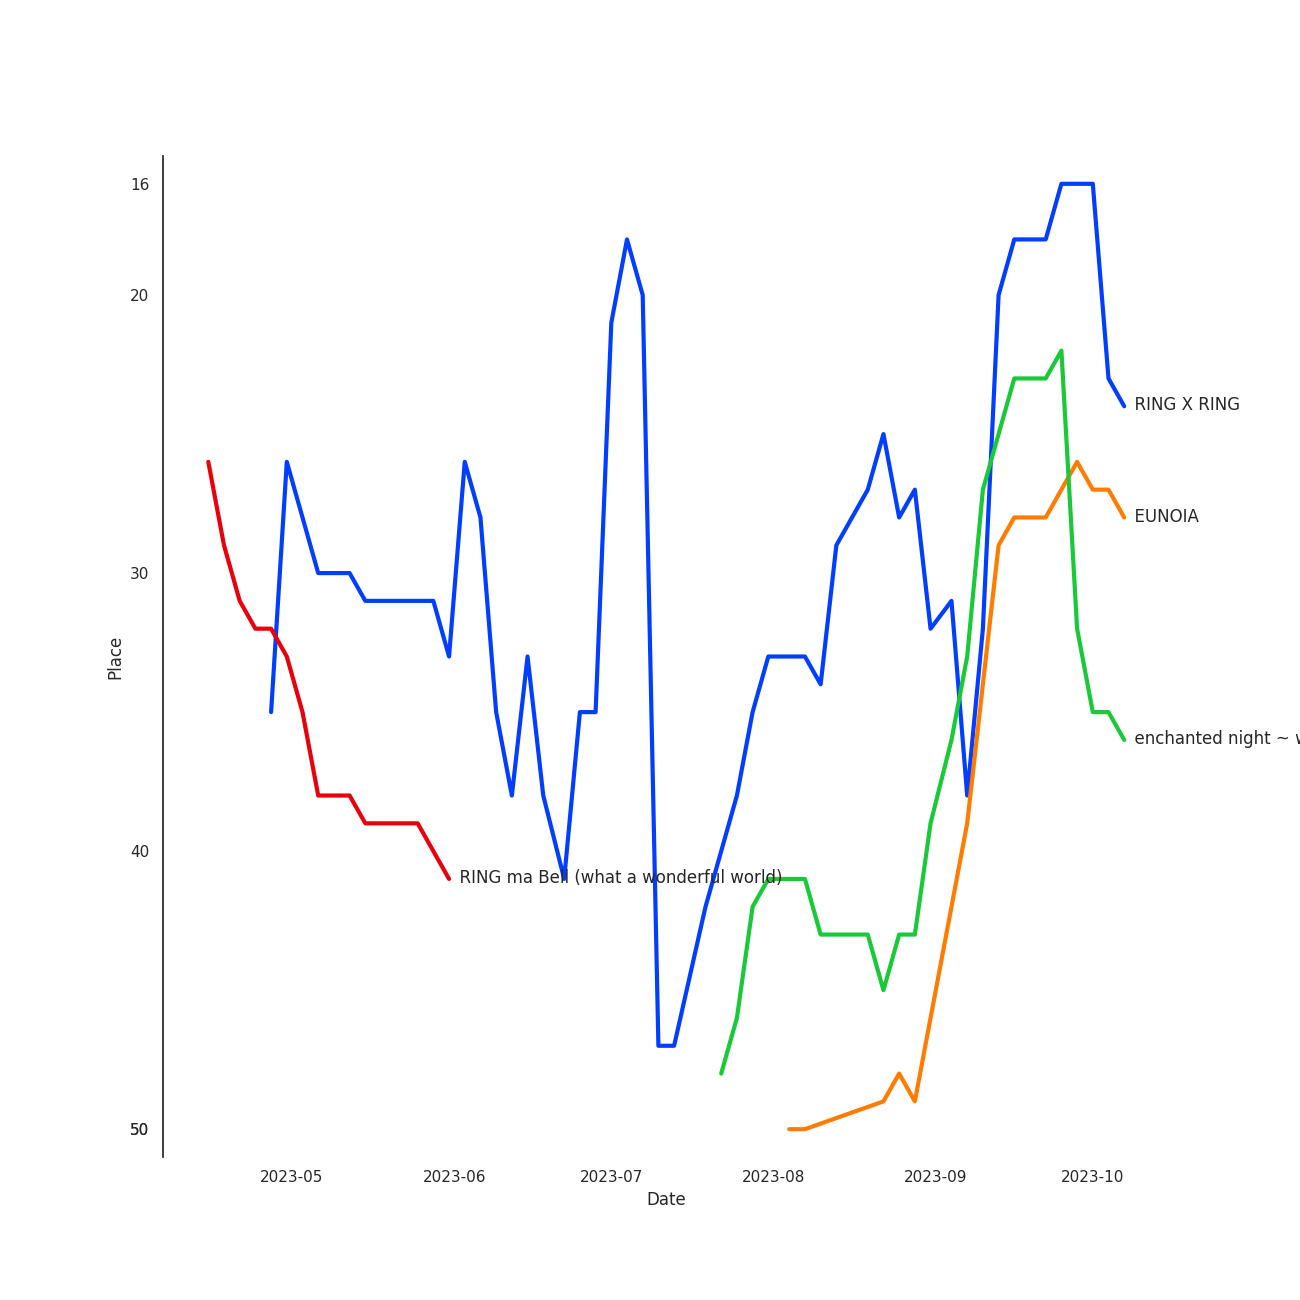 16
20
30
40
50
Place
2023-05
2023-06
2023-07
2023-08
2023-09
2023-10
Date
RING X RING
EUNOIA
enchanted night ~
RING ma Bell (what a wonderful world)